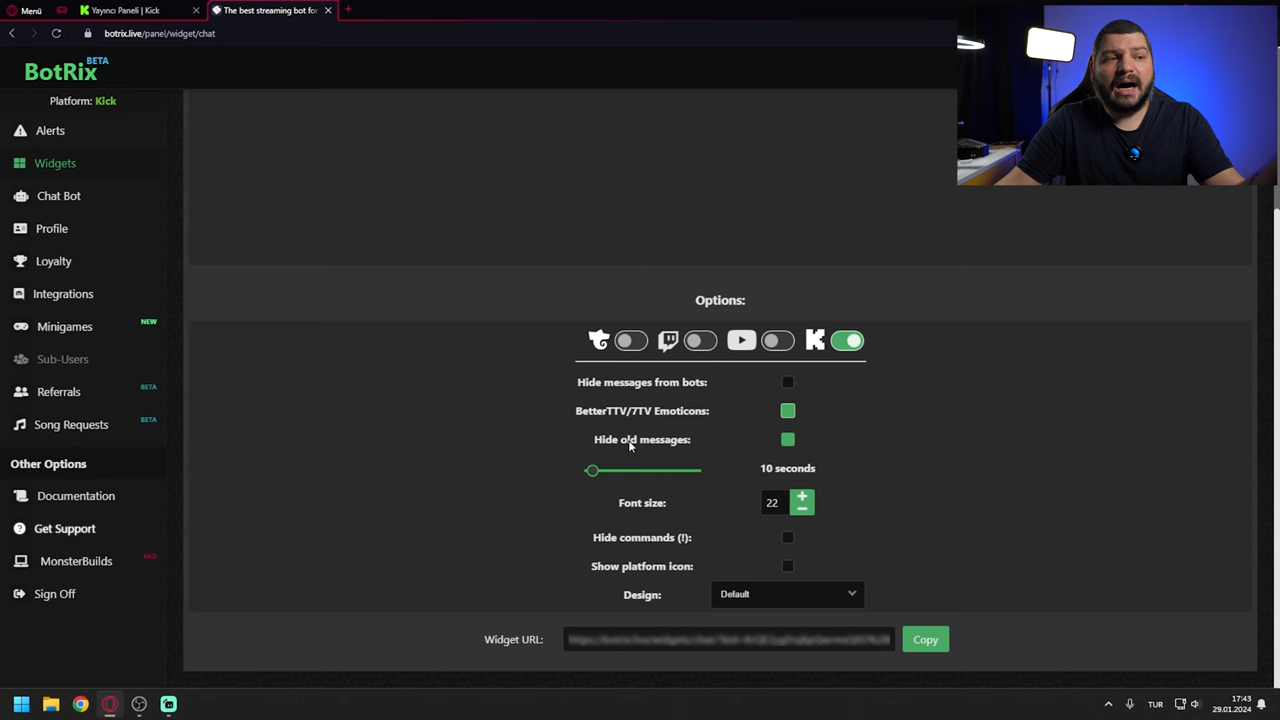 Menü
Yayıncı Paneli | Kick
The best streaming bot for
botrix.live/panel/widget/chat
BotRix BETA
Platform: Kick
Alerts
Widgets
Chat Bot
Profile
Loyalty
Integrations
Minigames NEW
Sub-Users
Referrals BETA
Song Requests BETA
Other Options
Documentation
Get Support
MonsterBuilds #AD
Sign Off
Options:
Hide messages from bots:
BetterTTV/7TV Emoticons:
Hide old messages:
10 seconds
Font size: 22
Hide commands (!):
Show platform icon:
Design: Default
Widget URL: Copy
TUR
17:43
29.01.2024